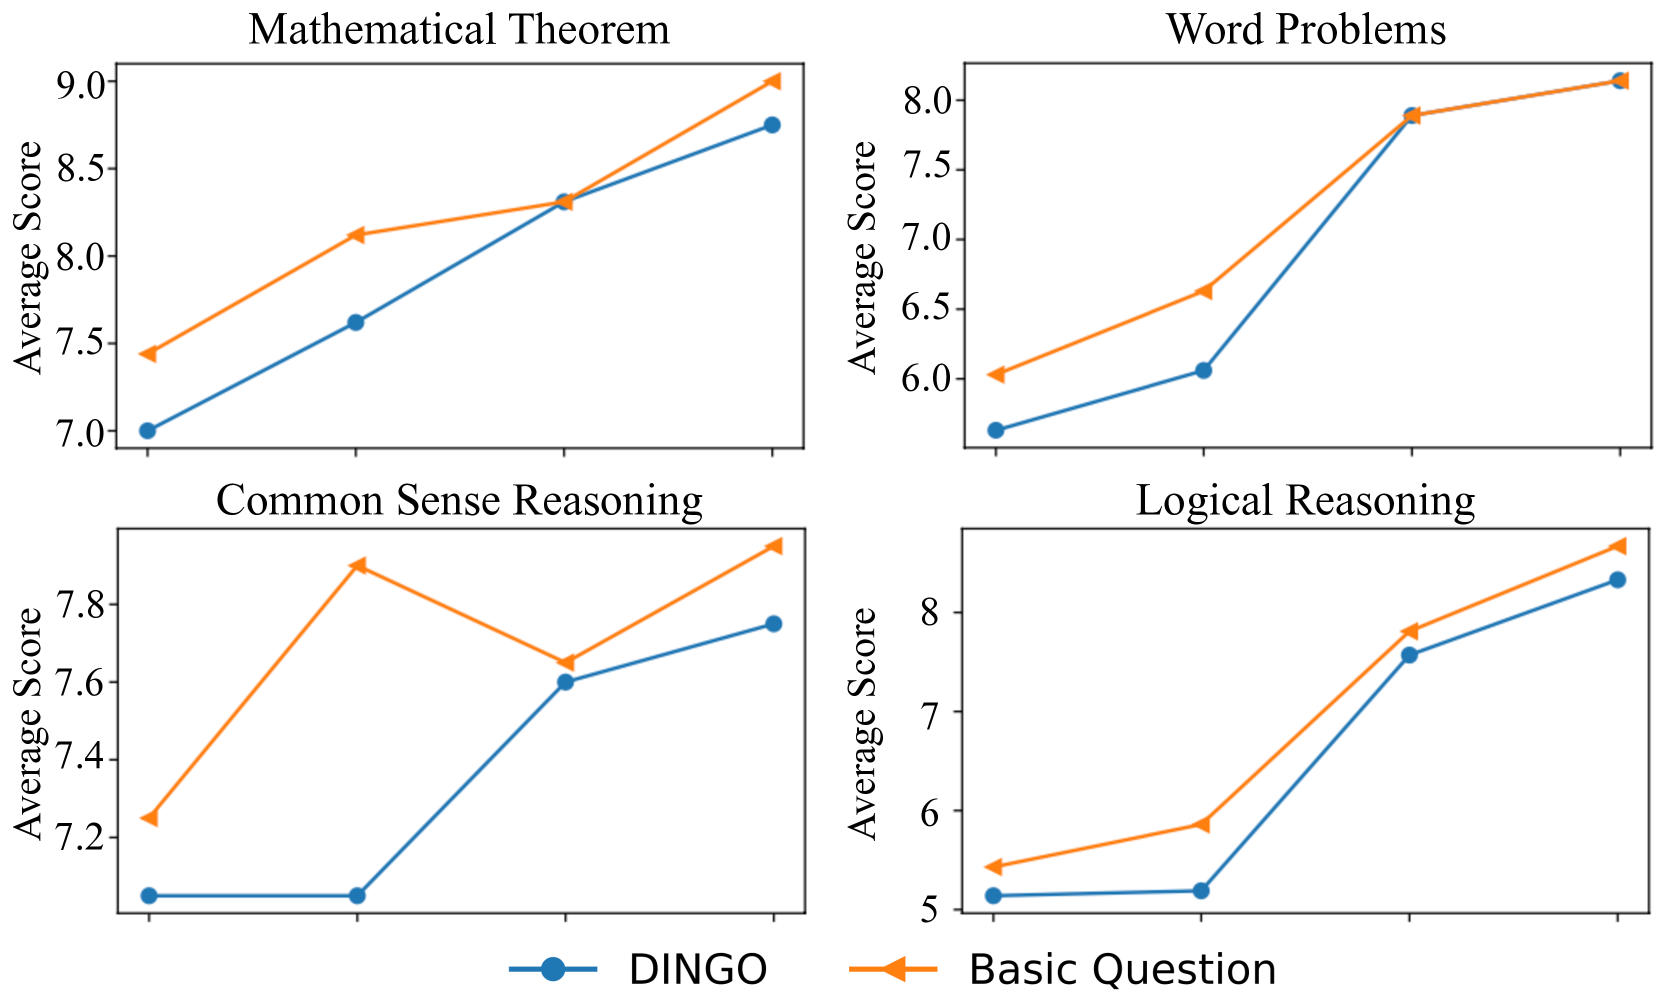 Mathematical Theorem
Average Score
9.0
8.5
8.0
7.5
7.0
Word Problems
Average Score
8.0
7.5
7.0
6.5
6.0
Common Sense Reasoning
Average Score
7.8
7.6
7.4
7.2
Logical Reasoning
Average Score
8
7
6
5
DINGO
Basic Question